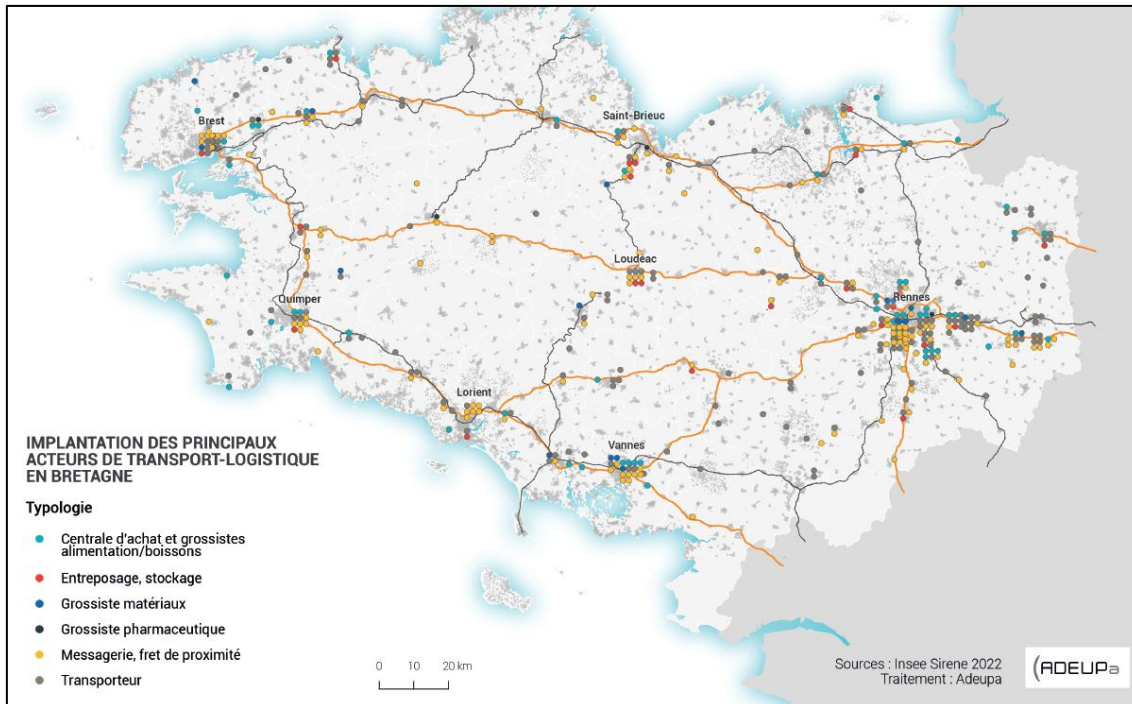 Brest
Saint-Brieuc
Loudéac
Rennes
Quimper
Lorient
Vannes
IMPLANTATION DES PRINCIPAUX
ACTEURS DE TRANSPORT-LOGISTIQUE
EN BRETAGNE
Typologie
Centrale d'achat et grossistes
alimentation/boissons
Entreposage, stockage
Grossiste matériaux
Grossiste pharmaceutique
Messagerie, fret de proximité
Transporteur
0 10 20 km
Sources : Insee Sirene 2022
Traitement : Adeupa
(ADEUPa